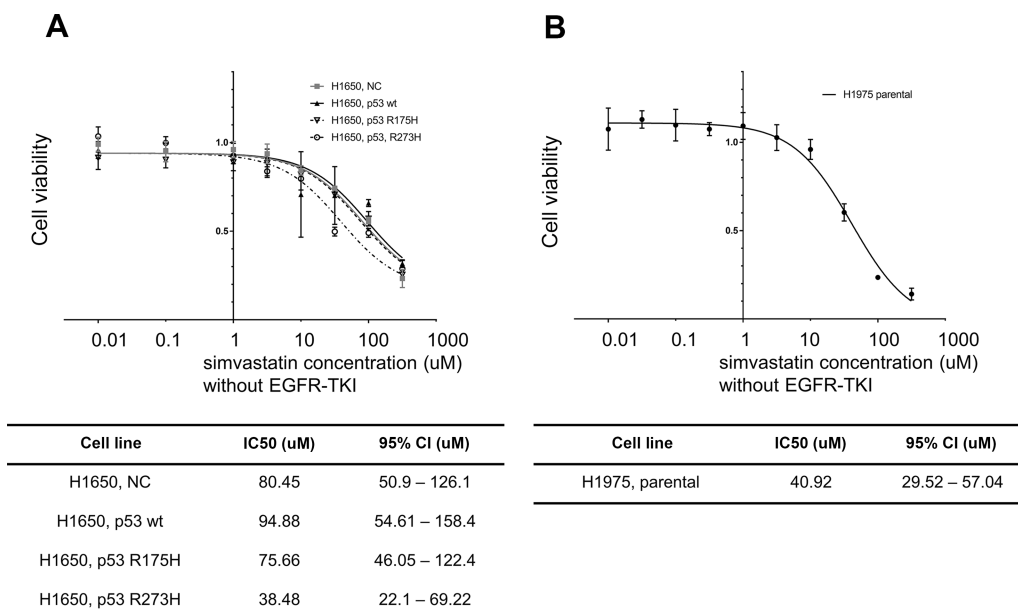 A
H1650, NC
H1650, p53 wt
H1650, p53 R175H
H1650, p53, R273H
Cell viability
1.0
0.5
0.01 0.1 1 10 100 1000
simvastatin concentration (uM)
without EGFR-TKI
Cell line IC50 (uM) 95% CI (uM)
H1650, NC 80.45 50.9 – 126.1
H1650, p53 wt 94.88 54.61 – 158.4
H1650, p53 R175H 75.66 46.05 – 122.4
H1650, p53 R273H 38.48 22.1 – 69.22
B
H1975 parental
Cell viability
1.0
0.5
0.01 0.1 1 10 100 1000
simvastatin concentration (uM)
without EGFR-TKI
Cell line IC50 (uM) 95% CI (uM)
H1975, parental 40.92 29.52 – 57.04